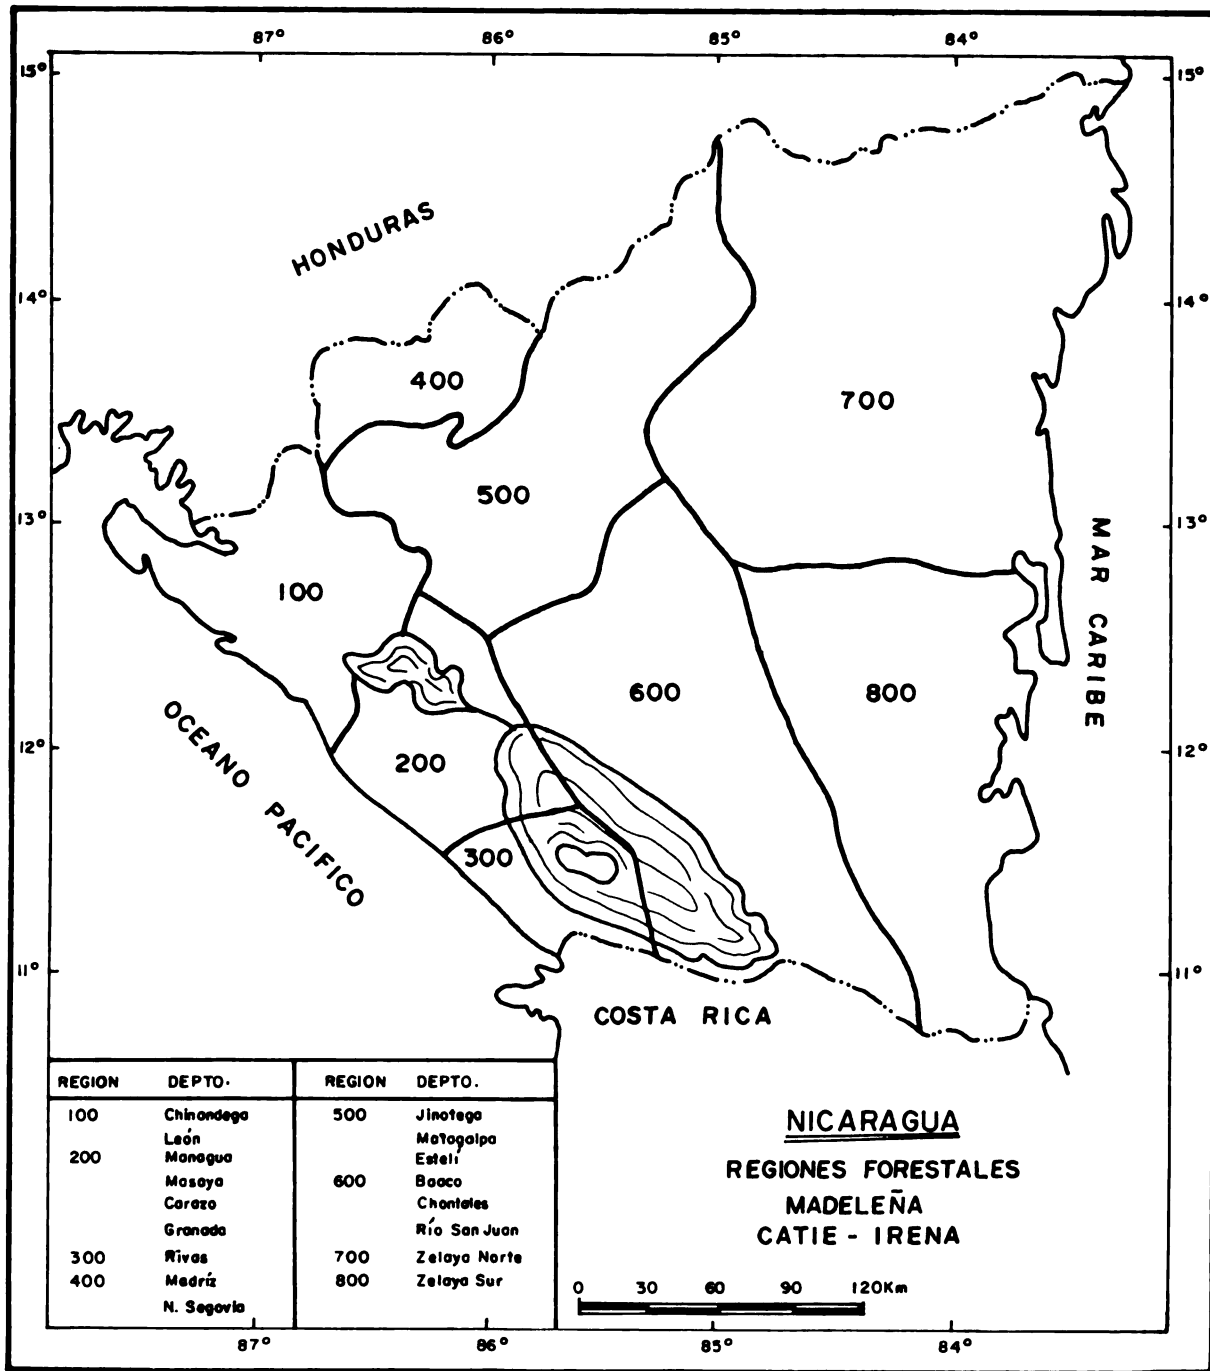 87° 86° 85° 84°
15° 15°
HONDURAS
14° 14°
400
700
500
13° 13°
MAR CARIBE
100
600
800
OCEANO PACIFICO
12° 12°
200
300
11° 11°
COSTA RICA
REGION DEPTO. REGION DEPTO.
100 Chinandega 500 Jinotega
León Matagalpa
200 Managua Estelí
Masaya 600 Boaco
Carazo Chontales
Granada Río San Juan
300 Rivas 700 Zelaya Norte
400 Madríz 800 Zelaya Sur
N. Segovia
NICARAGUA
REGIONES FORESTALES
MADELEÑA
CATIE - IRENA
0 30 60 90 120Km
87° 86° 85° 84°